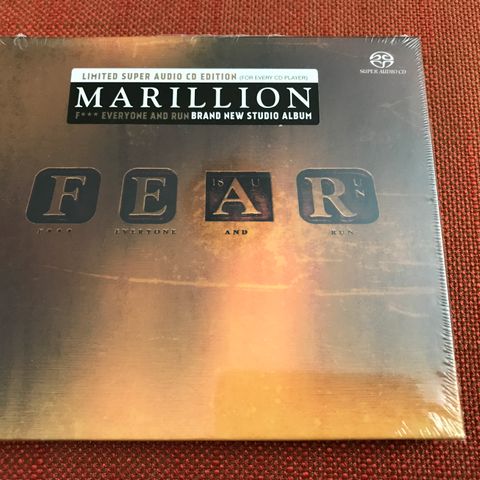 LIMITED SUPER AUDIO CD EDITION (FOR EVERY CD PLAYER)
MARILLION
F*** EVERYONE AND RUN BRAND NEW STUDIO ALBUM
SUPER AUDIO CD
F E A R
F*** EVERYONE AND RUN